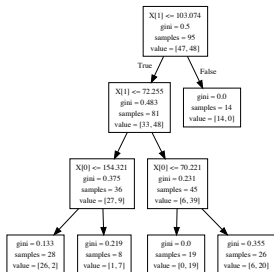 X[1] <= 103.074
gini = 0.5
samples = 95
value = [47, 48]
True
False
X[1] <= 72.255
gini = 0.483
samples = 81
value = [33, 48]
gini = 0.0
samples = 14
value = [14, 0]
X[0] <= 154.321
gini = 0.375
samples = 36
value = [27, 9]
X[0] <= 70.221
gini = 0.231
samples = 45
value = [6, 39]
gini = 0.133
samples = 28
value = [26, 2]
gini = 0.219
samples = 8
value = [1, 7]
gini = 0.0
samples = 19
value = [0, 19]
gini = 0.355
samples = 26
value = [6, 20]